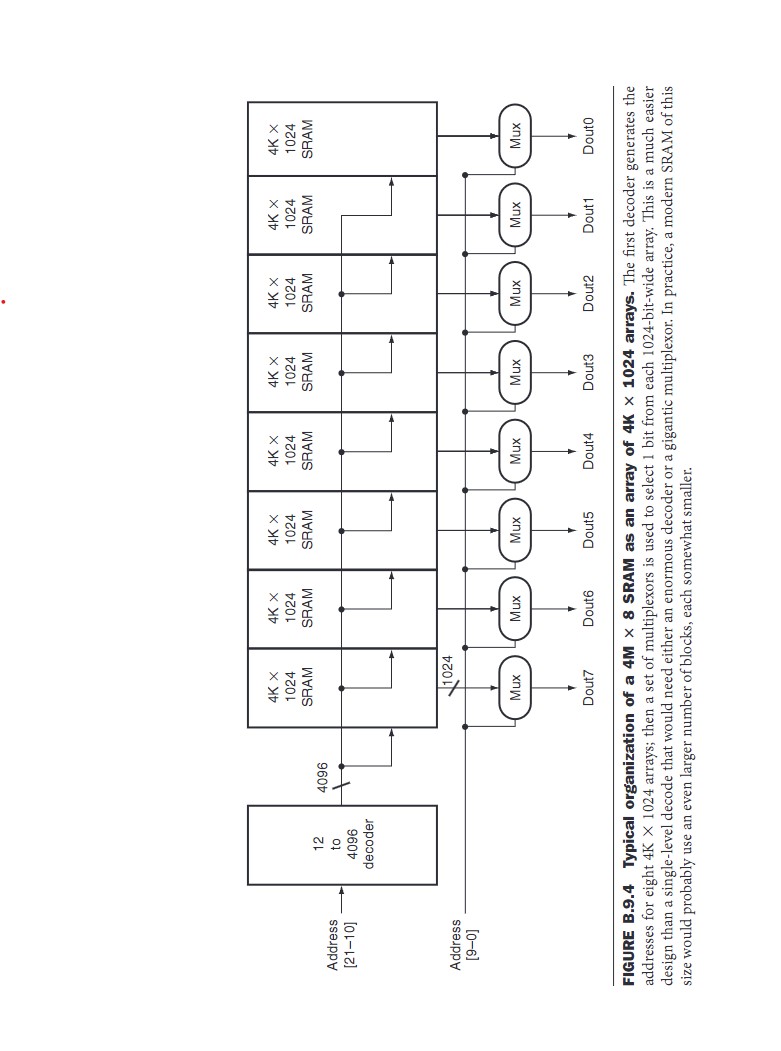 4K ×
1024
SRAM
4K ×
1024
SRAM
4K ×
1024
SRAM
4K ×
1024
SRAM
4K ×
1024
SRAM
4K ×
1024
SRAM
4K ×
1024
SRAM
4K ×
1024
SRAM
Address
[21–10]
12
to
4096
decoder
4096
1024
Address
[9–0]
Mux
Mux
Mux
Mux
Mux
Mux
Mux
Mux
Dout7
Dout6
Dout5
Dout4
Dout3
Dout2
Dout1
Dout0
FIGURE B.9.4 Typical organization of a 4M × 8 SRAM as an array of 4K × 1024 arrays. The first decoder generates the
addresses for eight 4K × 1024 arrays; then a set of multiplexors is used to select 1 bit from each 1024-bit-wide array. This is a much easier
design than a single-level decode that would need either an enormous decoder or a gigantic multiplexor. In practice, a modern SRAM of this
size would probably use an even larger number of blocks, each somewhat smaller.